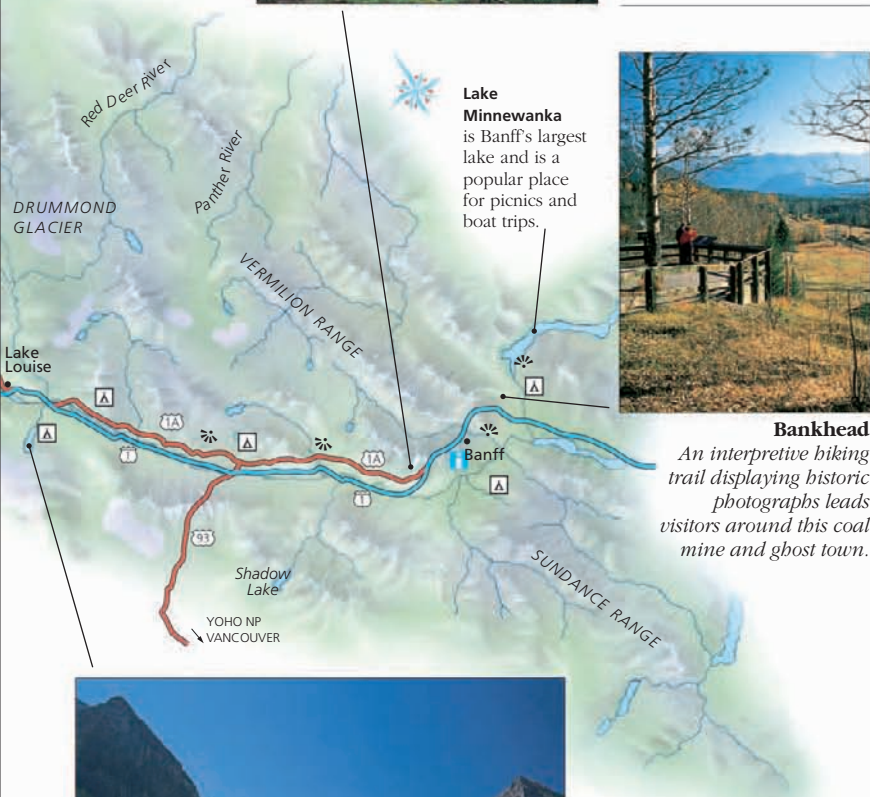 Red Deer River
Panther River
DRUMMOND
GLACIER
VERMILION RANGE
Lake
Minnewanka
is Banff's largest
lake and is a
popular place
for picnics and
boat trips.
Lake
Louise
1A
1
1A
1
Banff
93
Shadow
Lake
YOHO NP
VANCOUVER
SUNDANCE RANGE
Bankhead
An interpretive hiking
trail displaying historic
photographs leads
visitors around this coal
mine and ghost town.